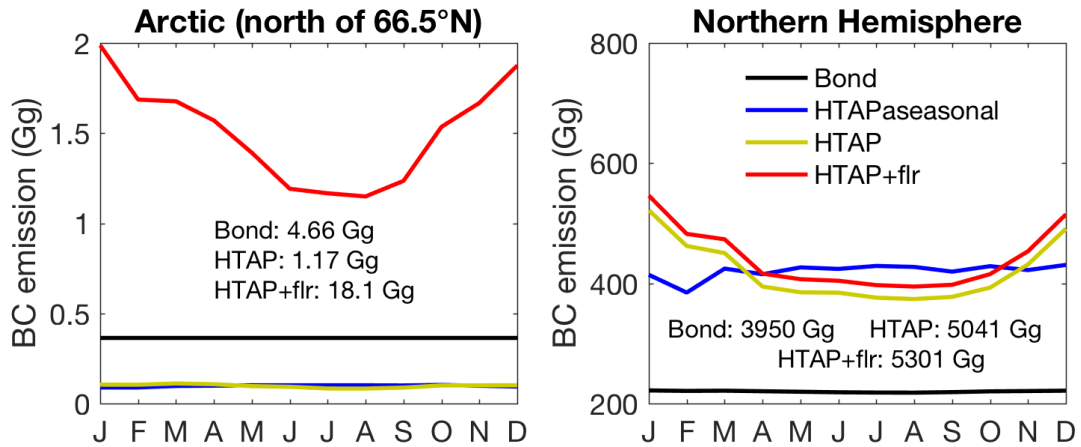 Arctic (north of 66.5°N)
BC emission (Gg)
2
1.5
1
0.5
0
Bond: 4.66 Gg
HTAP: 1.17 Gg
HTAP+flr: 18.1 Gg
J F M A M J J A S O N D
Northern Hemisphere
BC emission (Gg)
800
600
400
200
Bond
HTAPaseasonal
HTAP
HTAP+flr
Bond: 3950 Gg HTAP: 5041 Gg
HTAP+flr: 5301 Gg
J F M A M J J A S O N D